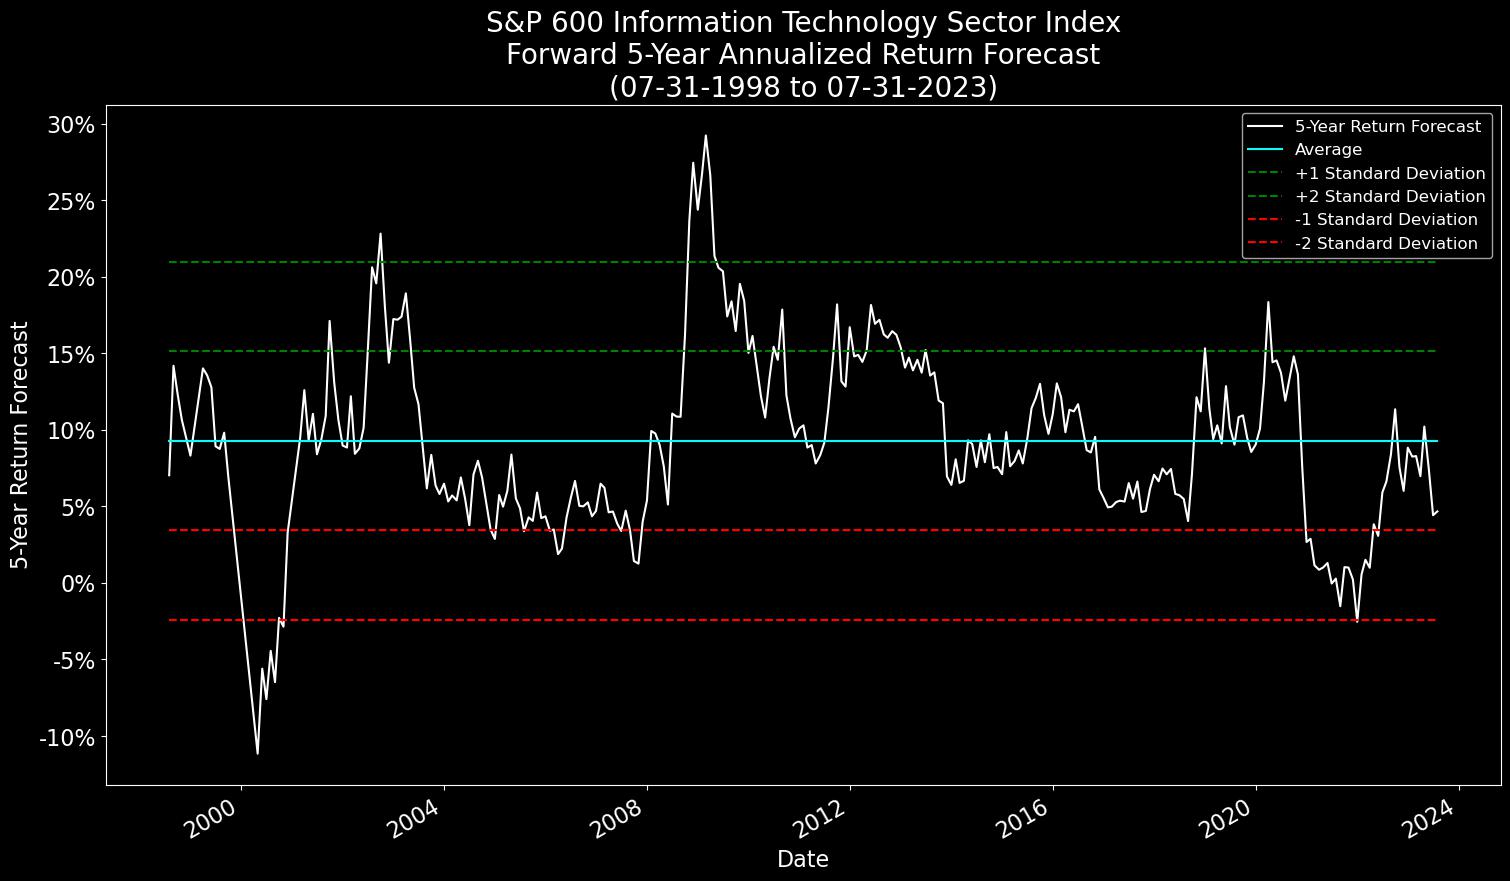 S&P 600 Information Technology Sector Index
Forward 5-Year Annualized Return Forecast
(07-31-1998 to 07-31-2023)
5-Year Return Forecast
Average
+1 Standard Deviation
+2 Standard Deviation
-1 Standard Deviation
-2 Standard Deviation
5-Year Return Forecast
30%
25%
20%
15%
10%
5%
0%
-5%
-10%
2000
2004
2008
2012
2016
2020
2024
Date